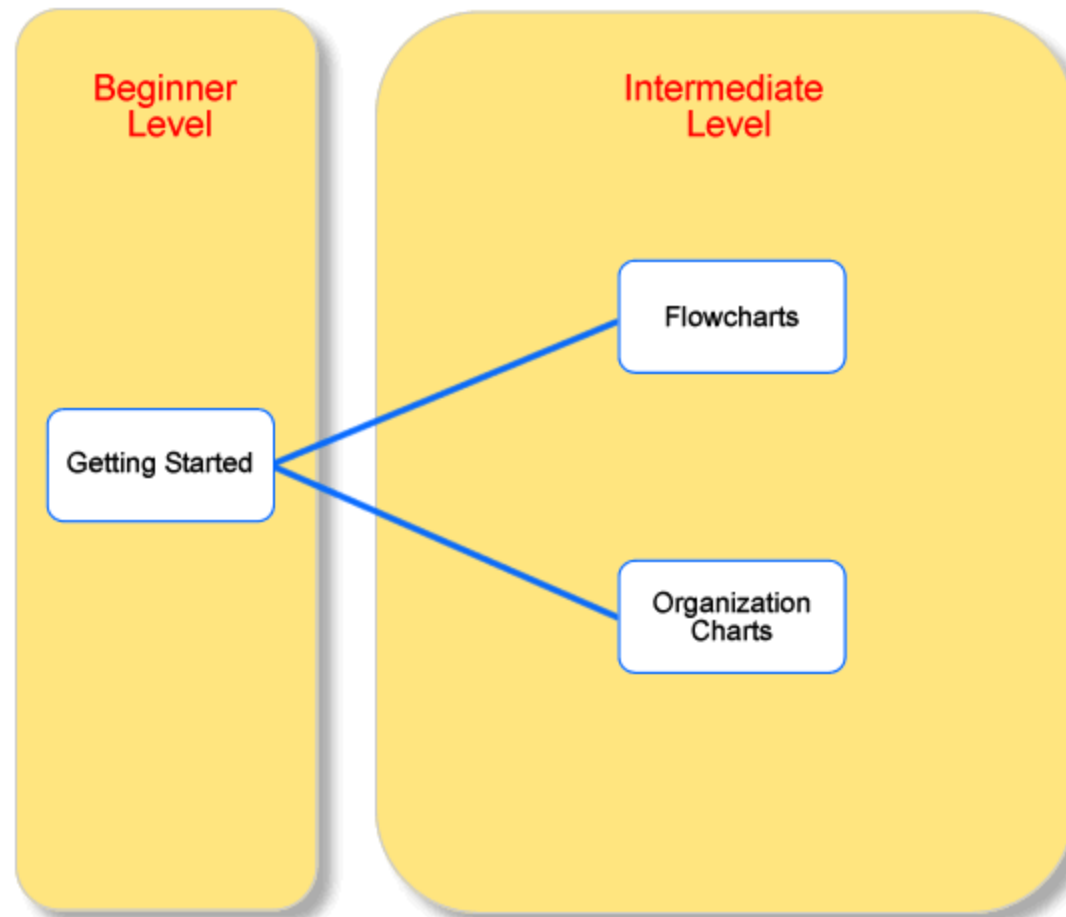 Beginner
Level
Intermediate
Level
Flowcharts
Getting Started
Organization
Charts